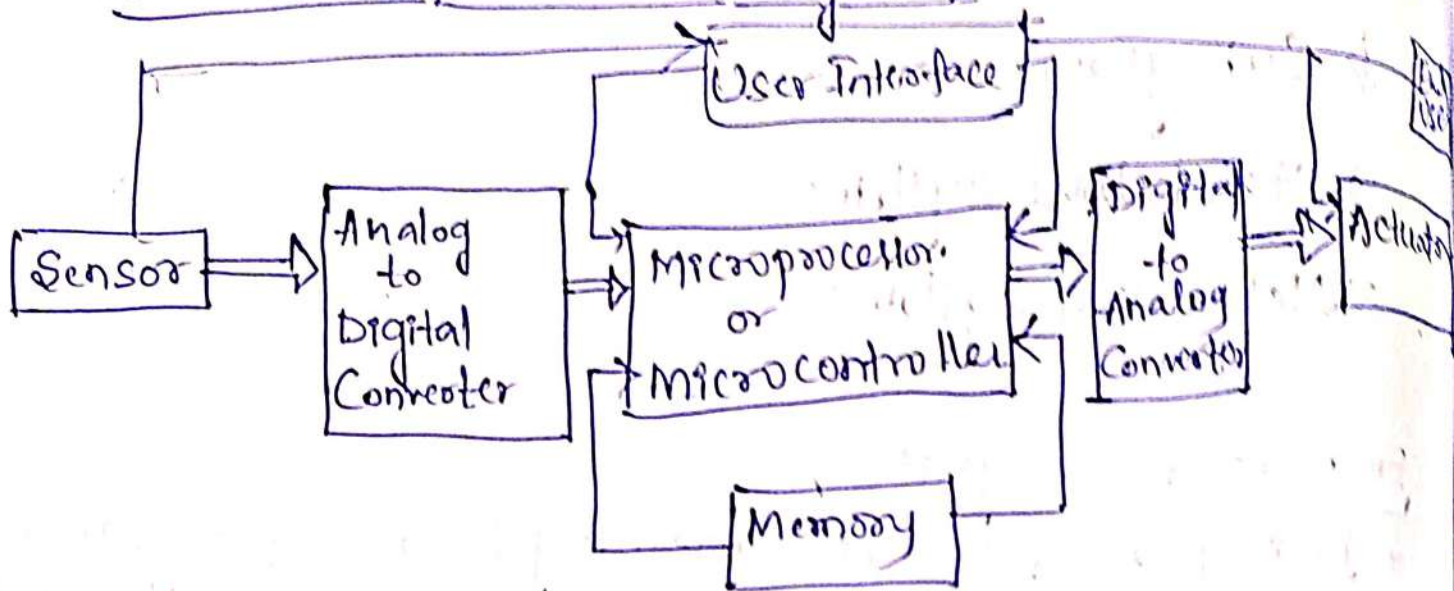 User Interface
Sensor
Analog
to
Digital
Converter
Microprocessor
or
Microcontroller
Digital
to
Analog
Converter
Actuator
Memory